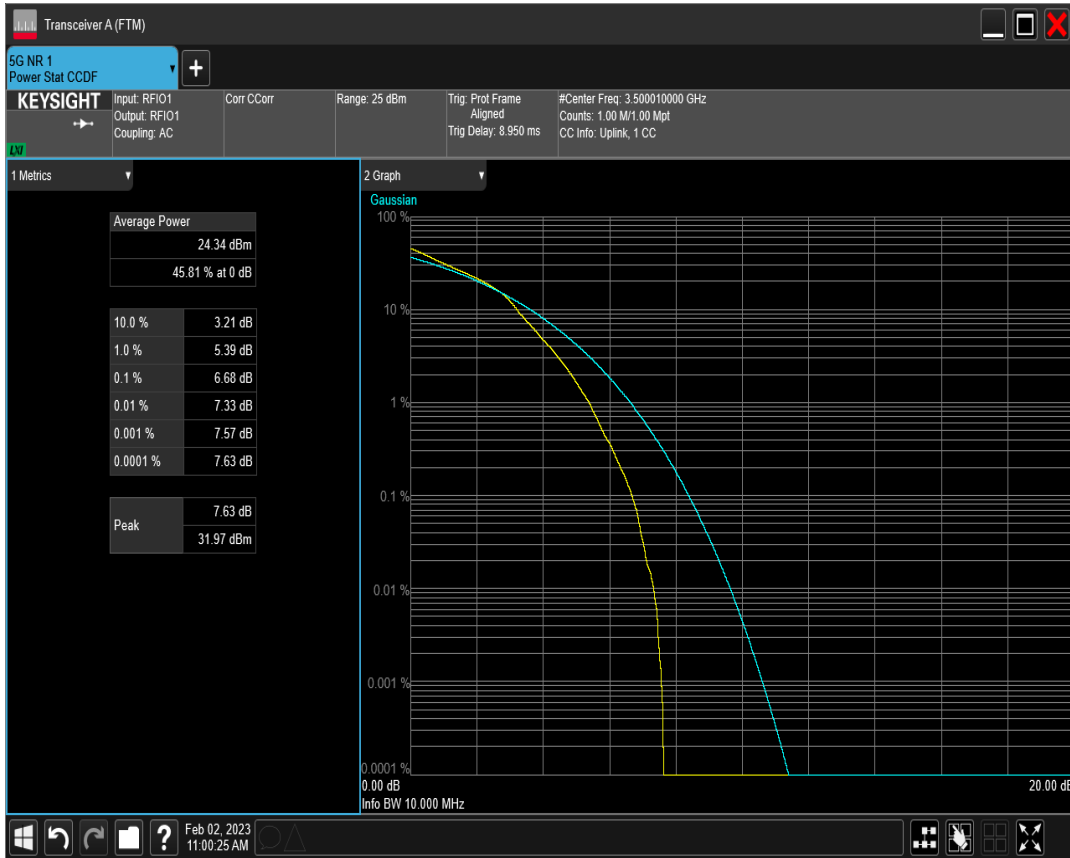 Transceiver A (FTM)
5G NR 1
Power Stat CCDF
+
KEYSIGHT
LXI
Input: RFIO1
Output: RFIO1
Coupling: AC
Corr CCorr
Range: 25 dBm
Trig: Prot Frame
Aligned
Trig Delay: 8.950 ms
#Center Freq: 3.500010000 GHz
Counts: 1.00 M/1.00 Mpt
CC Info: Uplink, 1 CC
1 Metrics
Average Power
24.34 dBm
45.81 % at 0 dB
10.0 % 3.21 dB
1.0 % 5.39 dB
0.1 % 6.68 dB
0.01 % 7.33 dB
0.001 % 7.57 dB
0.0001 % 7.63 dB
Peak 7.63 dB
31.97 dBm
2 Graph
Gaussian
100 %
10 %
1 %
0.1 %
0.01 %
0.001 %
0.0001 %
0.00 dB 20.00 dB
Info BW 10.000 MHz
?
Feb 02, 2023
11:00:25 AM